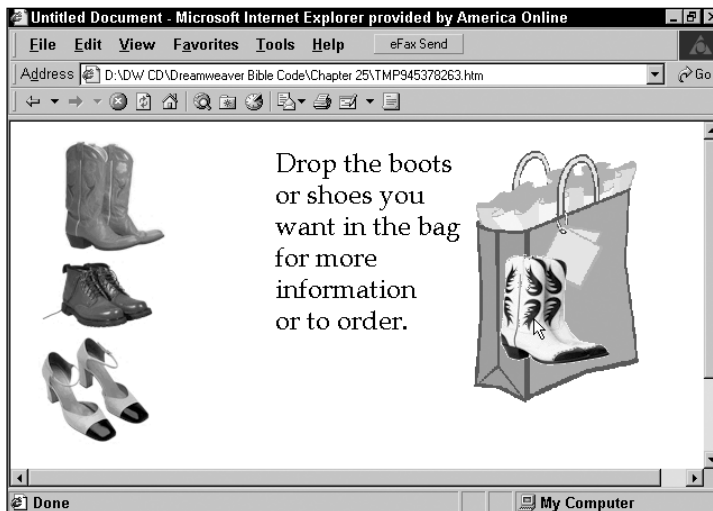 Untitled Document - Microsoft Internet Explorer provided by America Online
File Edit View Favorites Tools Help eFax Send
Address D:\DW CD\Dreamweaver Bible Code\Chapter 25\TMP945378263.htm Go
Drop the boots
or shoes you
want in the bag
for more
information
or to order.
Done My Computer